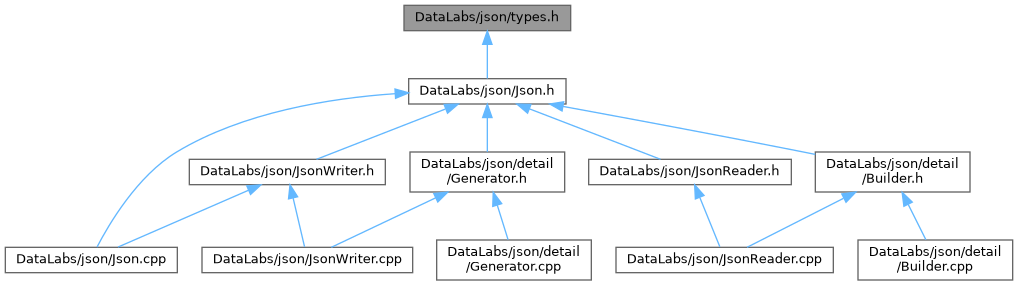 DataLabs/json/types.h
DataLabs/json/Json.h
DataLabs/json/JsonWriter.h
DataLabs/json/detail
/Generator.h
DataLabs/json/JsonReader.h
DataLabs/json/detail
/Builder.h
DataLabs/json/Json.cpp
DataLabs/json/JsonWriter.cpp
DataLabs/json/detail
/Generator.cpp
DataLabs/json/JsonReader.cpp
DataLabs/json/detail
/Builder.cpp